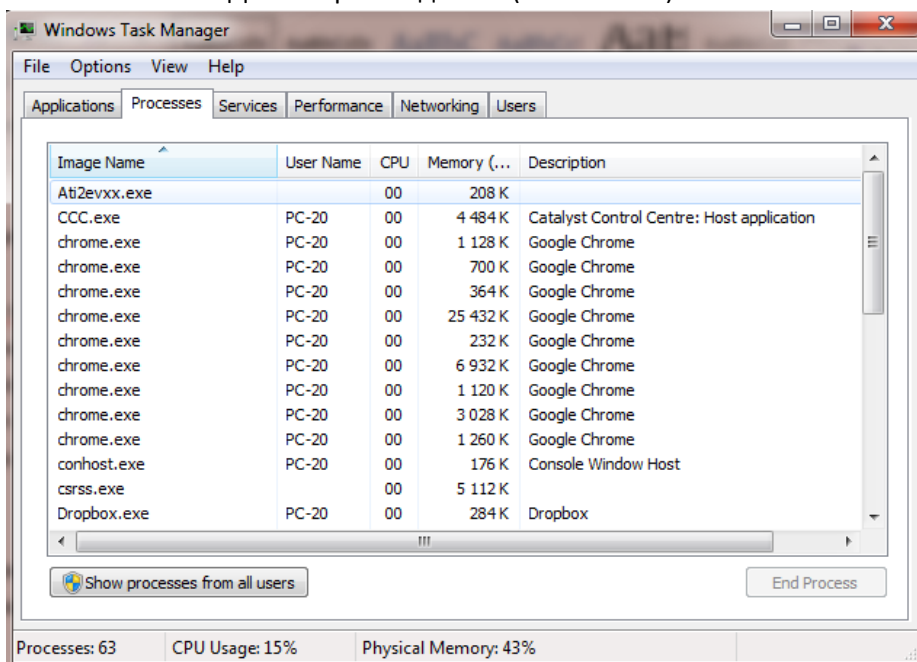 Windows Task Manager
File Options View Help
Applications Processes Services Performance Networking Users
Image Name User Name CPU Memory (... Description
Ati2evxx.exe 00 208 K
CCC.exe PC-20 00 4 484 K Catalyst Control Centre: Host application
chrome.exe PC-20 00 1 128 K Google Chrome
chrome.exe PC-20 00 700 K Google Chrome
chrome.exe PC-20 00 364 K Google Chrome
chrome.exe PC-20 00 25 432 K Google Chrome
chrome.exe PC-20 00 232 K Google Chrome
chrome.exe PC-20 00 6 932 K Google Chrome
chrome.exe PC-20 00 1 120 K Google Chrome
chrome.exe PC-20 00 3 028 K Google Chrome
chrome.exe PC-20 00 1 260 K Google Chrome
conhost.exe PC-20 00 176 K Console Window Host
csrss.exe 00 5 112 K
Dropbox.exe PC-20 00 284 K Dropbox
Show processes from all users End Process
Processes: 63 CPU Usage: 15% Physical Memory: 43%